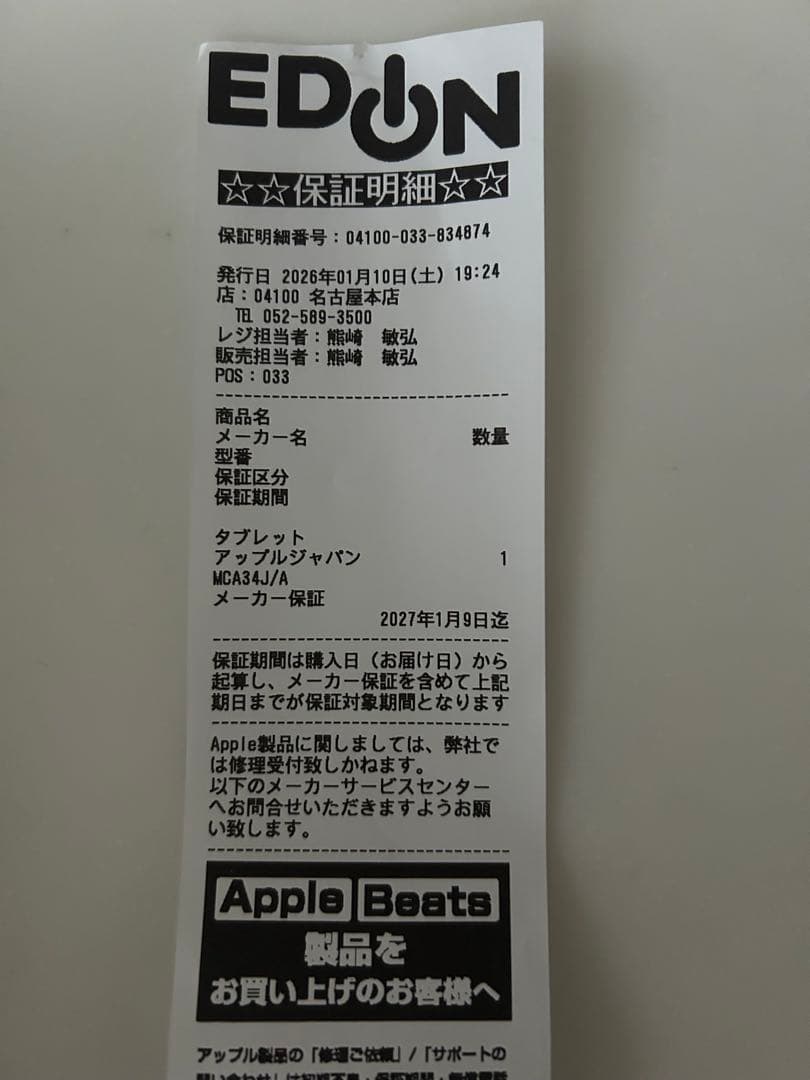 EDION
☆☆保証明細☆☆
保証明細番号：04100-033-834874
発行日 2026年01月10日(土) 19:24
店：04100 名古屋本店
TEL 052-589-3500
レジ担当者：熊崎 敏弘
販売担当者：熊崎 敏弘
POS：033
商品名
メーカー名 数量
型番
保証区分
保証期間
タブレット
アップルジャパン 1
MCA34J/A
メーカー保証
2027年1月9日迄
保証期間は購入日（お届け日）から
起算し、メーカー保証を含めて上記
期日までが保証対象期間となります
Apple製品に関しましては、弊社で
は修理受付致しかねます。
以下のメーカーサービスセンター
へお問合せいただきますようお願
い致します。
Apple Beats
製品を
お買い上げのお客様へ
アップル製品の「修理ご依頼」/「サポートの